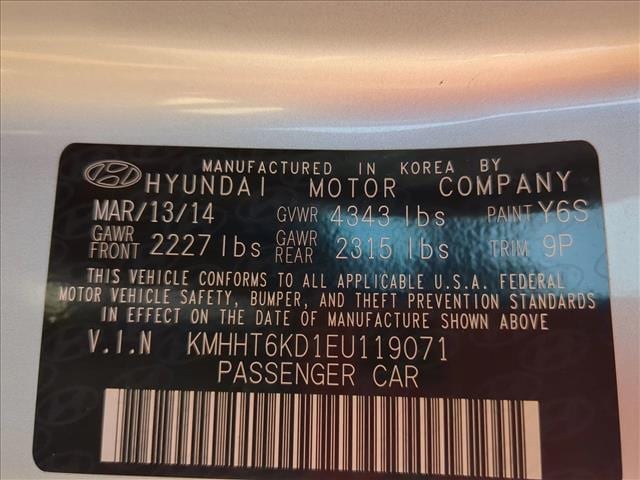 MANUFACTURED IN KOREA BY
HYUNDAI MOTOR COMPANY
MAR/13/14 GVWR 4343 lbs PAINT Y6S
GAWR FRONT 2227 lbs GAWR REAR 2315 lbs TRIM 9P
THIS VEHICLE CONFORMS TO ALL APPLICABLE U.S.A. FEDERAL
MOTOR VEHICLE SAFETY, BUMPER, AND THEFT PREVENTION STANDARDS
IN EFFECT ON THE DATE OF MANUFACTURE SHOWN ABOVE
V.I.N KMHHT6KD1EU119071
PASSENGER CAR